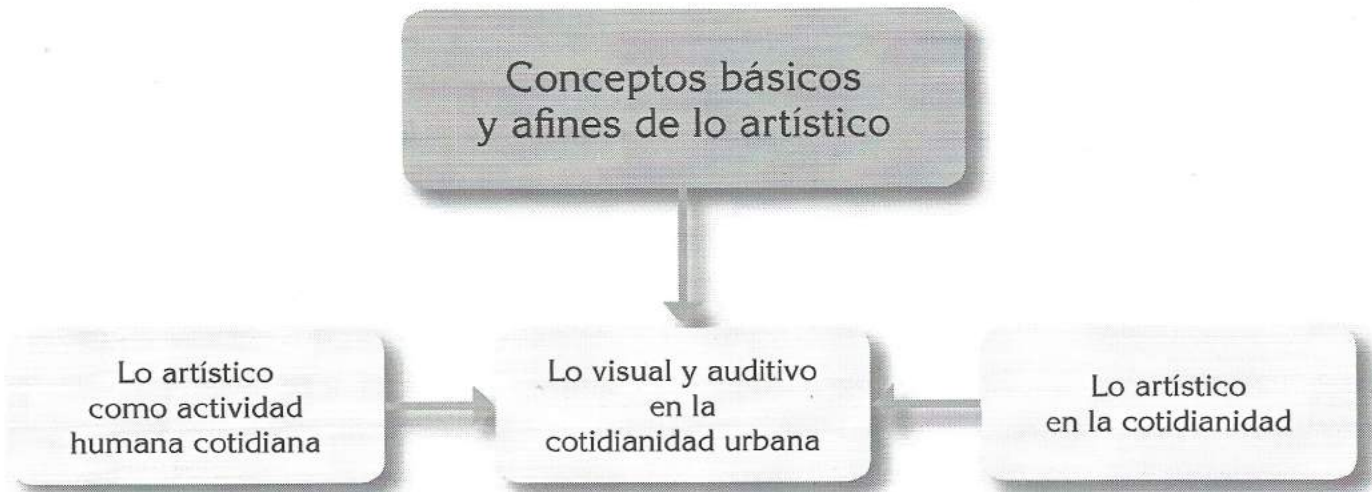 Conceptos básicos
y afines de lo artístico
Lo artístico
como actividad
humana cotidiana
Lo visual y auditivo
en la
cotidianidad urbana
Lo artístico
en la cotidianidad